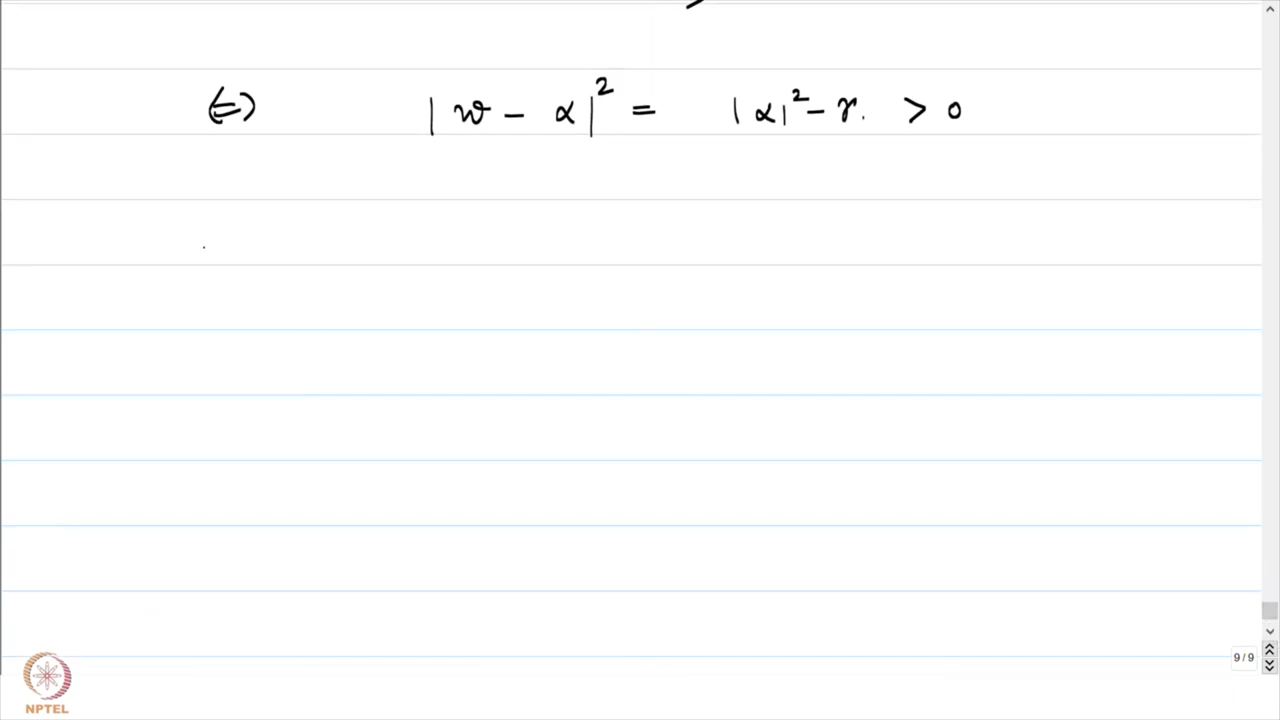 (⇔) | w - α |² = |α|² - r. > 0
9 / 9
NPTEL